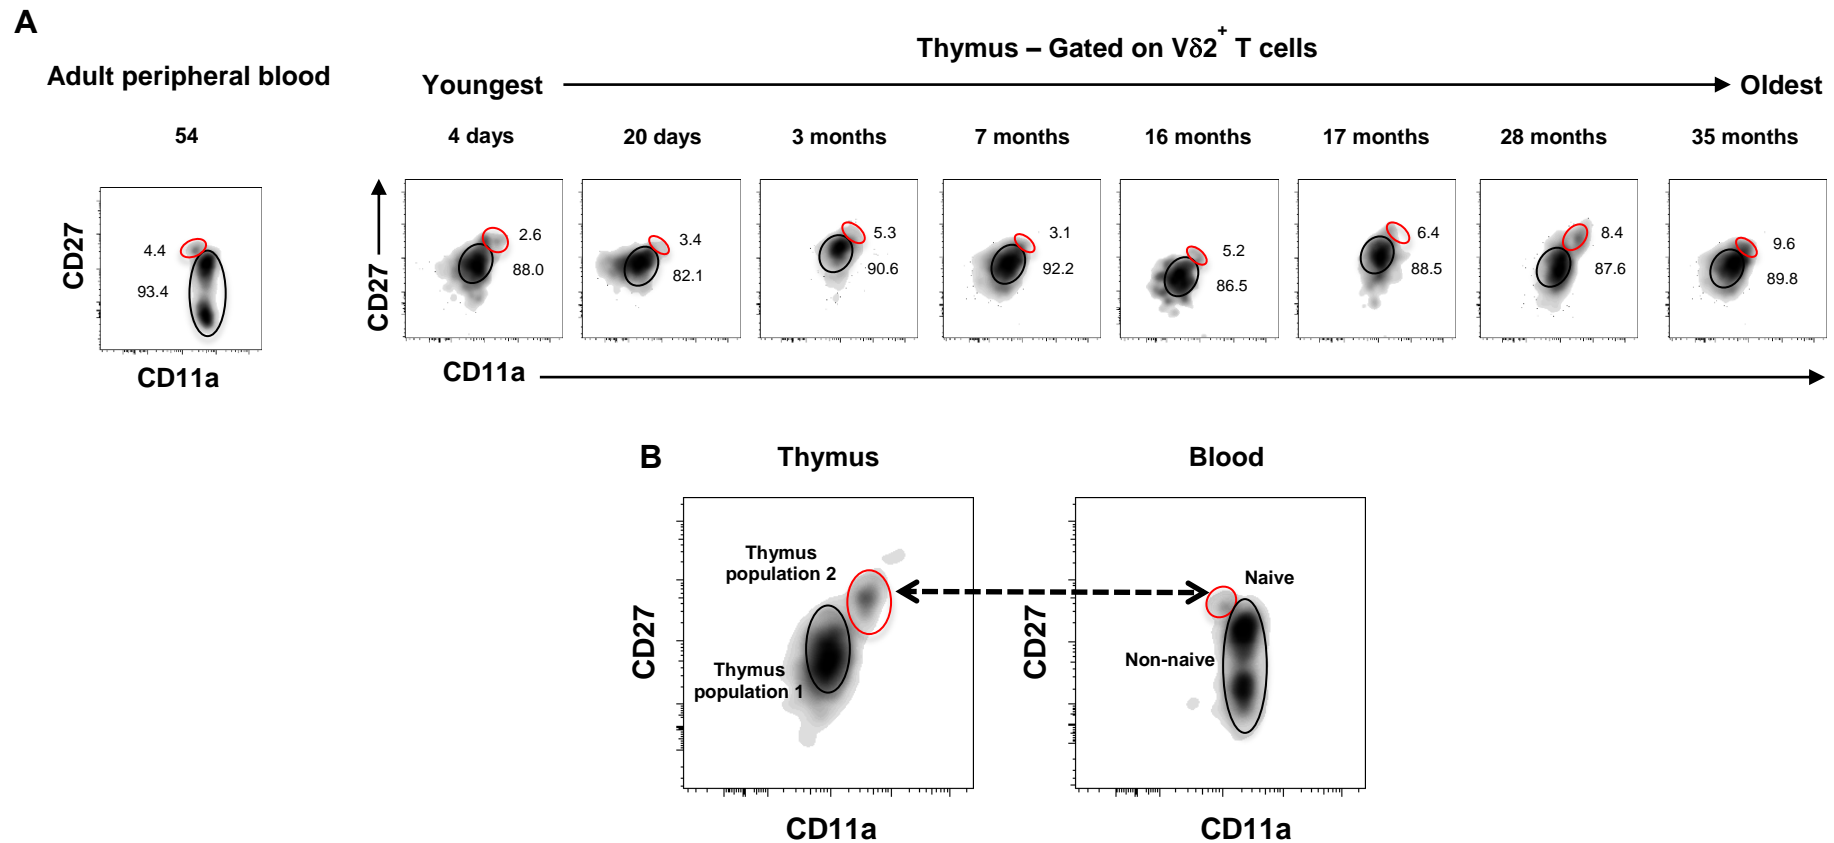 A
Adult peripheral blood
54
Thymus – Gated on Vδ2+ T cells
Youngest
Oldest
4 days
20 days
3 months
7 months
16 months
17 months
28 months
35 months
CD27
4.4
93.4
CD11a
CD27
2.6
88.0
3.4
82.1
5.3
90.6
3.1
92.2
5.2
86.5
6.4
88.5
8.4
87.6
9.6
89.8
CD11a
B
Thymus
Blood
CD27
Thymus
population 2
Thymus
population 1
CD11a
CD27
Naive
Non-naive
CD11a